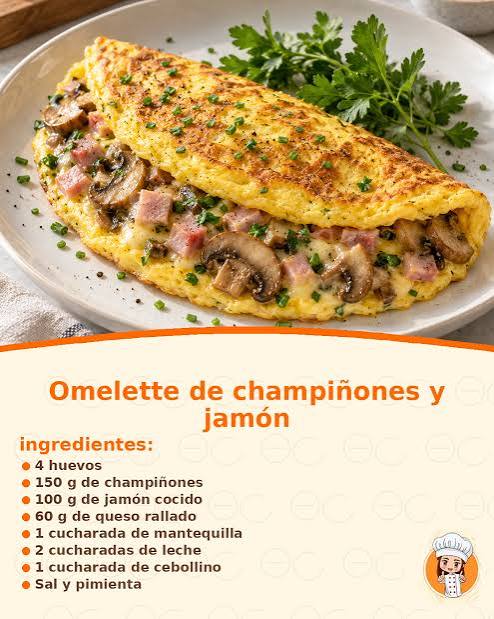 Omelette de champiñones y
jamón
ingredientes:
4 huevos
150 g de champiñones
100 g de jamón cocido
60 g de queso rallado
1 cucharada de mantequilla
2 cucharadas de leche
1 cucharada de cebollino
Sal y pimienta